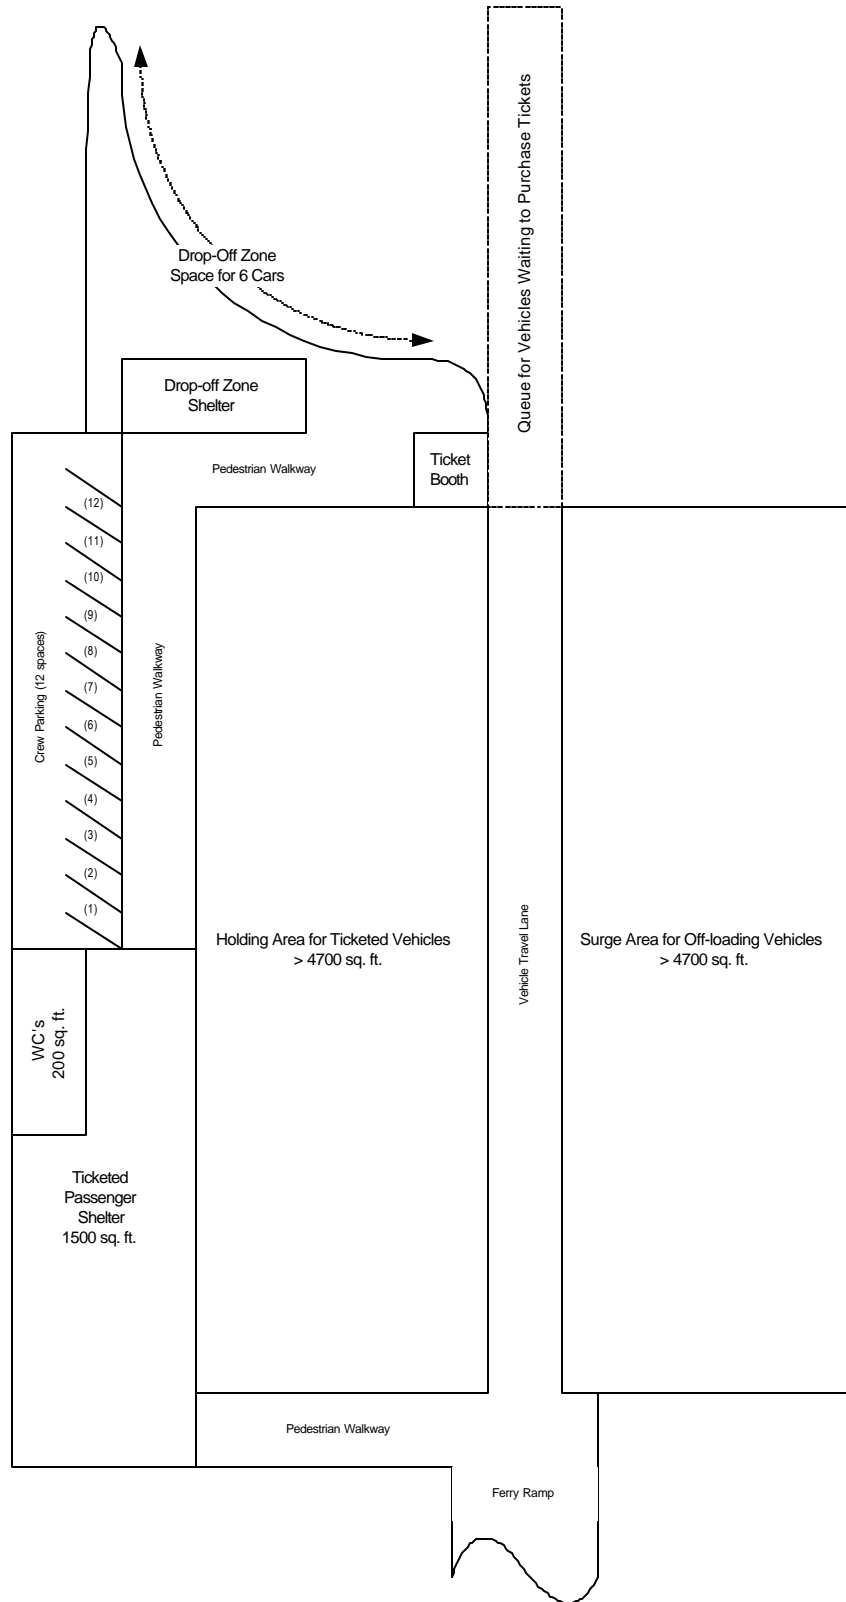 Queue for Vehicles Waiting to Purchase Tickets
Drop-Off Zone
Space for 6 Cars
Drop-off Zone
Shelter
Pedestrian Walkway
Ticket
Booth
(12)
(11)
(10)
(9)
(8)
(7)
(6)
(5)
(4)
(3)
(2)
(1)
Crew Parking (12 spaces)
Pedestrian Walkway
Holding Area for Ticketed Vehicles
> 4700 sq. ft.
Vehicle Travel Lane
Surge Area for Off-loading Vehicles
> 4700 sq. ft.
WC's
200 sq. ft.
Ticketed
Passenger
Shelter
1500 sq. ft.
Pedestrian Walkway
Ferry Ramp